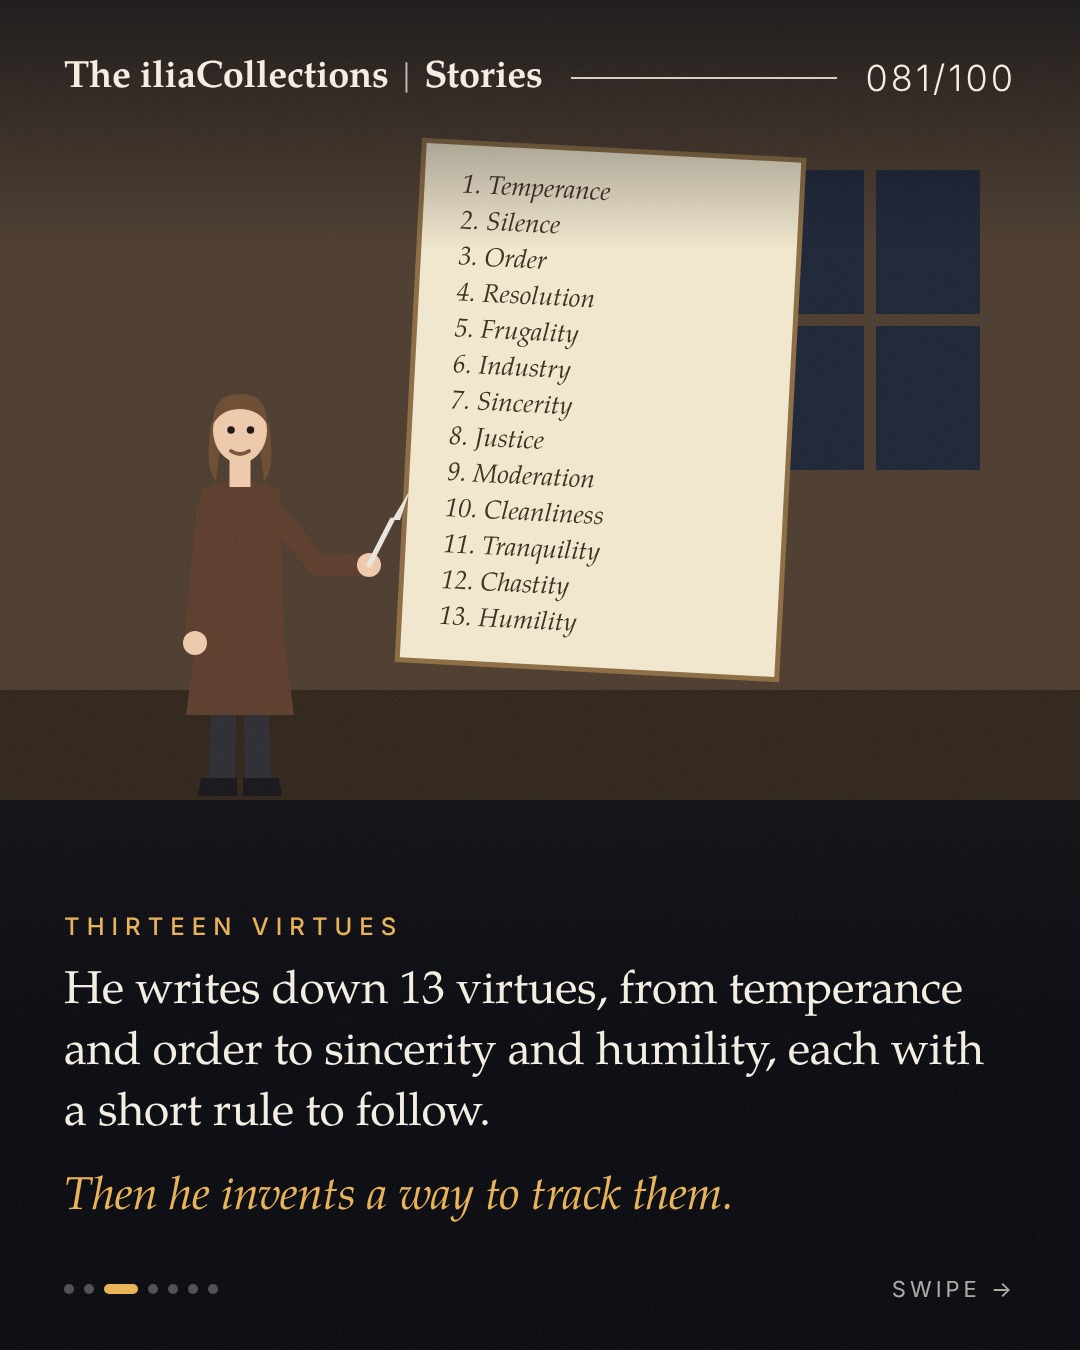 The iliaCollections | Stories 081/100
1. Temperance
2. Silence
3. Order
4. Resolution
5. Frugality
6. Industry
7. Sincerity
8. Justice
9. Moderation
10. Cleanliness
11. Tranquility
12. Chastity
13. Humility
THIRTEEN VIRTUES
He writes down 13 virtues, from temperance
and order to sincerity and humility, each with
a short rule to follow.
Then he invents a way to track them.
SWIPE →